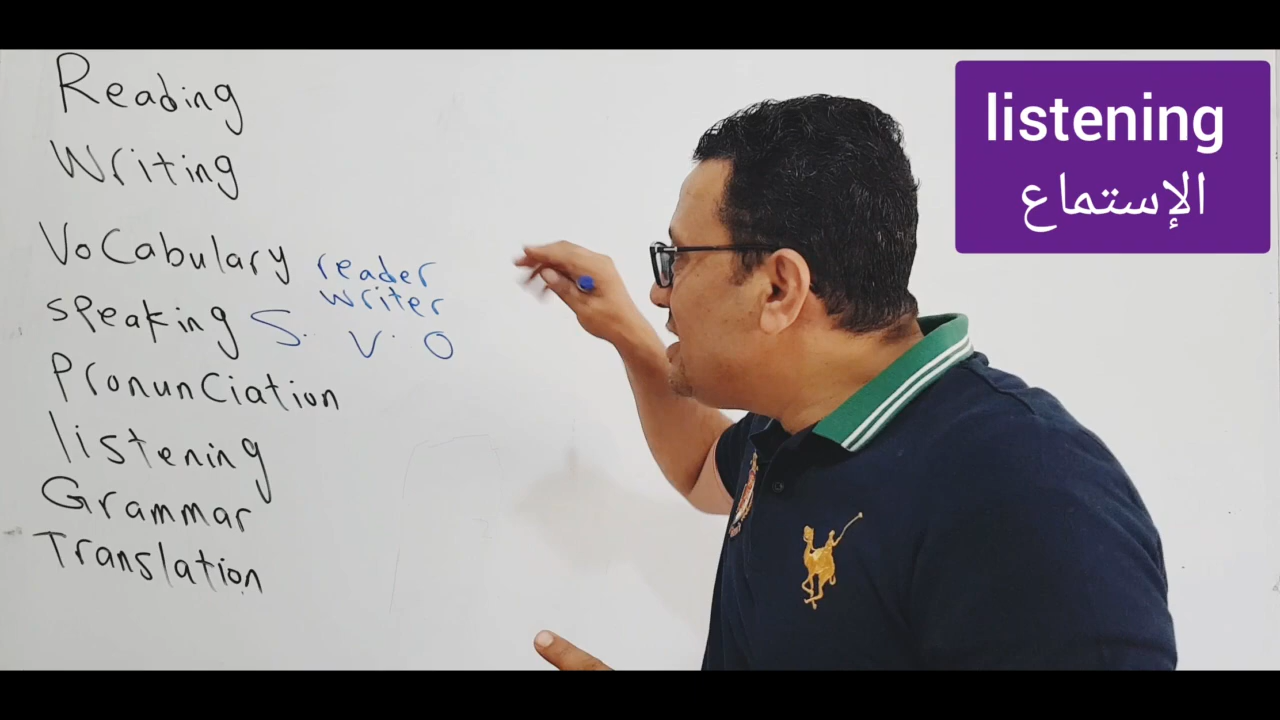 Reading
Writing
Vocabulary reader
writer
speaking S. V. O
Pronunciation
listening
Grammar
Translation
listening
الإستماع